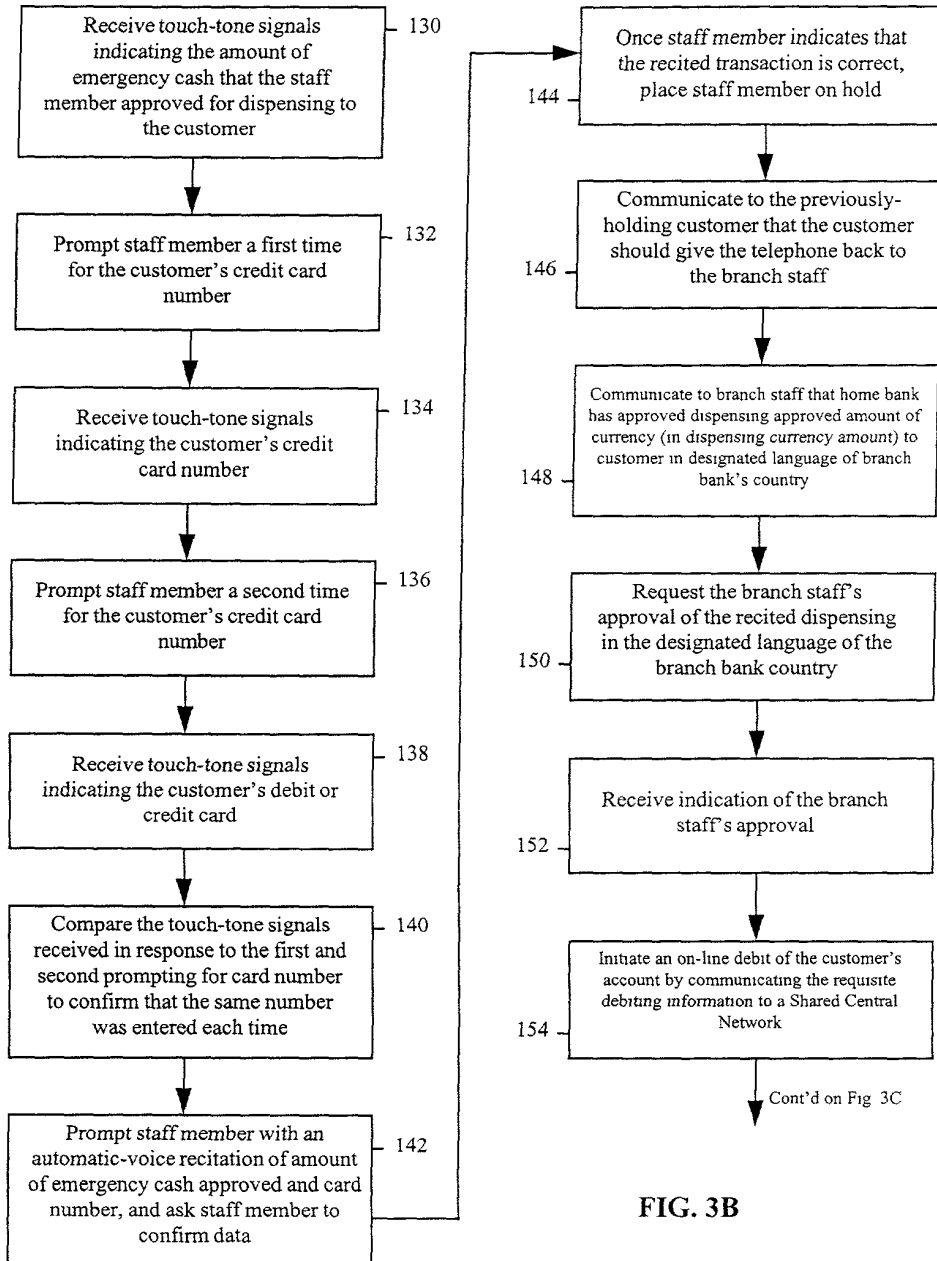 Receive touch-tone signals
indicating the amount of
emergency cash that the staff
member approved for dispensing to
the customer
130
Prompt staff member a first time
for the customer's credit card
number
132
Receive touch-tone signals
indicating the customer's credit
card number
134
Prompt staff member a second time
for the customer's credit card
number
136
Receive touch-tone signals
indicating the customer's debit or
credit card
138
Compare the touch-tone signals
received in response to the first and
second prompting for card number
to confirm that the same number
was entered each time
140
Prompt staff member with an
automatic-voice recitation of amount
of emergency cash approved and card
number, and ask staff member to
confirm data
142
Once staff member indicates that
the recited transaction is correct,
place staff member on hold
144
Communicate to the previously-
holding customer that the customer
should give the telephone back to
the branch staff
146
Communicate to branch staff that home bank
has approved dispensing approved amount of
currency (in dispensing currency amount) to
customer in designated language of branch
bank's country
148
Request the branch staff's
approval of the recited dispensing
in the designated language of the
branch bank country
150
Receive indication of the branch
staff's approval
152
Initiate an on-line debit of the customer's
account by communicating the requisite
debiting information to a Shared Central
Network
154
Cont'd on Fig 3C
FIG. 3B